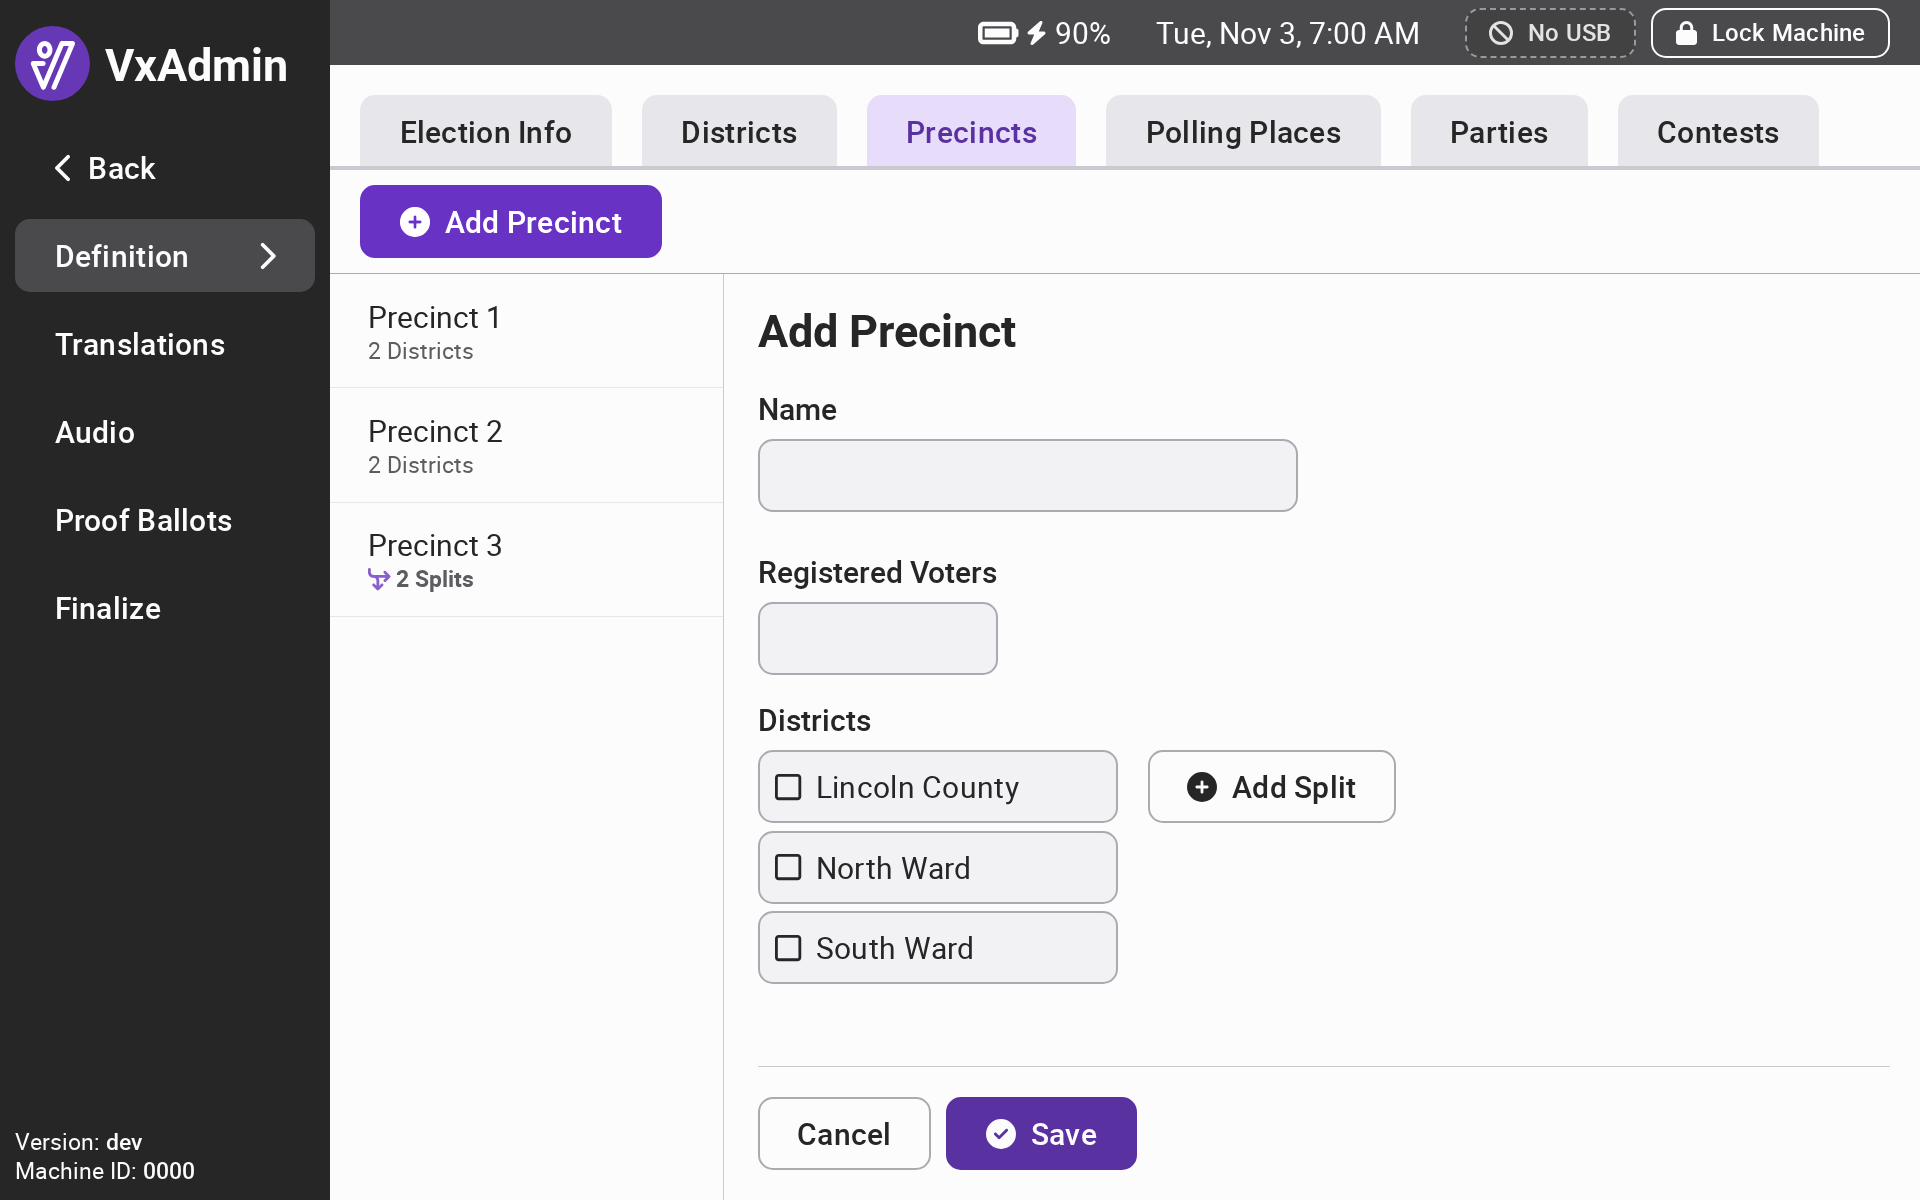 VxAdmin
90%
Tue, Nov 3, 7:00 AM
No USB
Lock Machine
Back
Definition
Translations
Audio
Proof Ballots
Finalize
Version: dev
Machine ID: 0000
Election Info
Districts
Precincts
Polling Places
Parties
Contests
Add Precinct
Precinct 1
2 Districts
Precinct 2
2 Districts
Precinct 3
2 Splits
Add Precinct
Name
Registered Voters
Districts
Lincoln County
Add Split
North Ward
South Ward
Cancel
Save